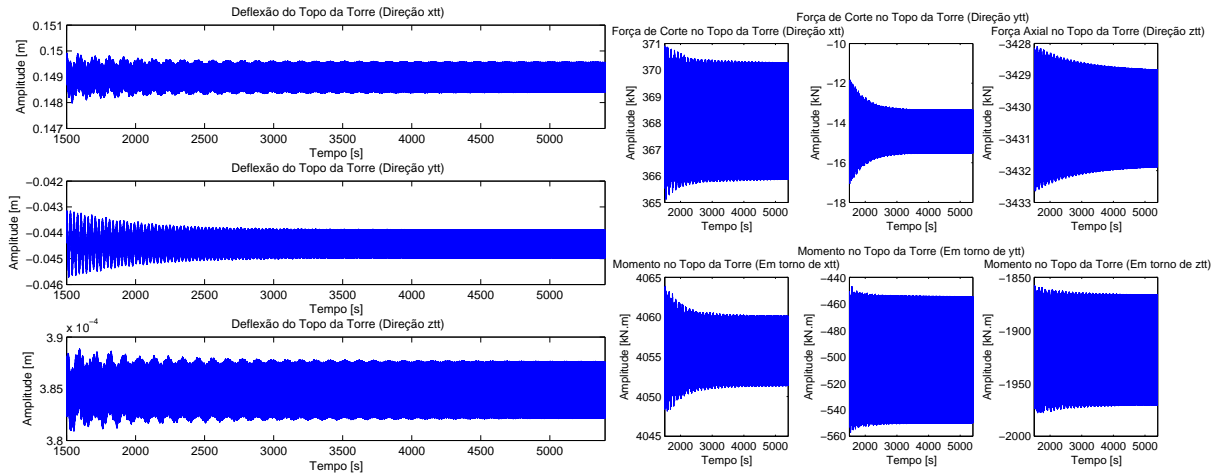 Deflexão do Topo da Torre (Direção xtt)
0.151
0.15
0.149
0.148
0.147
Amplitude [m]
1500 2000 2500 3000 3500 4000 4500 5000
Tempo [s]
Deflexão do Topo da Torre (Direção ytt)
−0.042
−0.043
−0.044
−0.045
−0.046
Amplitude [m]
1500 2000 2500 3000 3500 4000 4500 5000
Tempo [s]
Deflexão do Topo da Torre (Direção ztt)
x 10⁻⁴
3.9
3.85
3.8
Amplitude [m]
1500 2000 2500 3000 3500 4000 4500 5000
Tempo [s]
Força de Corte no Topo da Torre (Direção ytt)
Força de Corte no Topo da Torre (Direção xtt)
Força Axial no Topo da Torre (Direção ztt)
371
370
369
368
367
366
365
Amplitude [kN]
2000 3000 4000 5000
Tempo [s]
−10
−12
−14
−16
−18
Amplitude [kN]
2000 3000 4000 5000
Tempo [s]
−3428
−3429
−3430
−3431
−3432
−3433
Amplitude [kN]
2000 3000 4000 5000
Tempo [s]
Momento no Topo da Torre (Em torno de ytt)
Momento no Topo da Torre (Em torno de xtt)
Momento no Topo da Torre (Em torno de ztt)
4065
4060
4055
4050
4045
Amplitude [kN.m]
2000 3000 4000 5000
Tempo [s]
−440
−460
−480
−500
−520
−540
−560
Amplitude [kN.m]
2000 3000 4000 5000
Tempo [s]
−1850
−1900
−1950
−2000
Amplitude [kN.m]
2000 3000 4000 5000
Tempo [s]